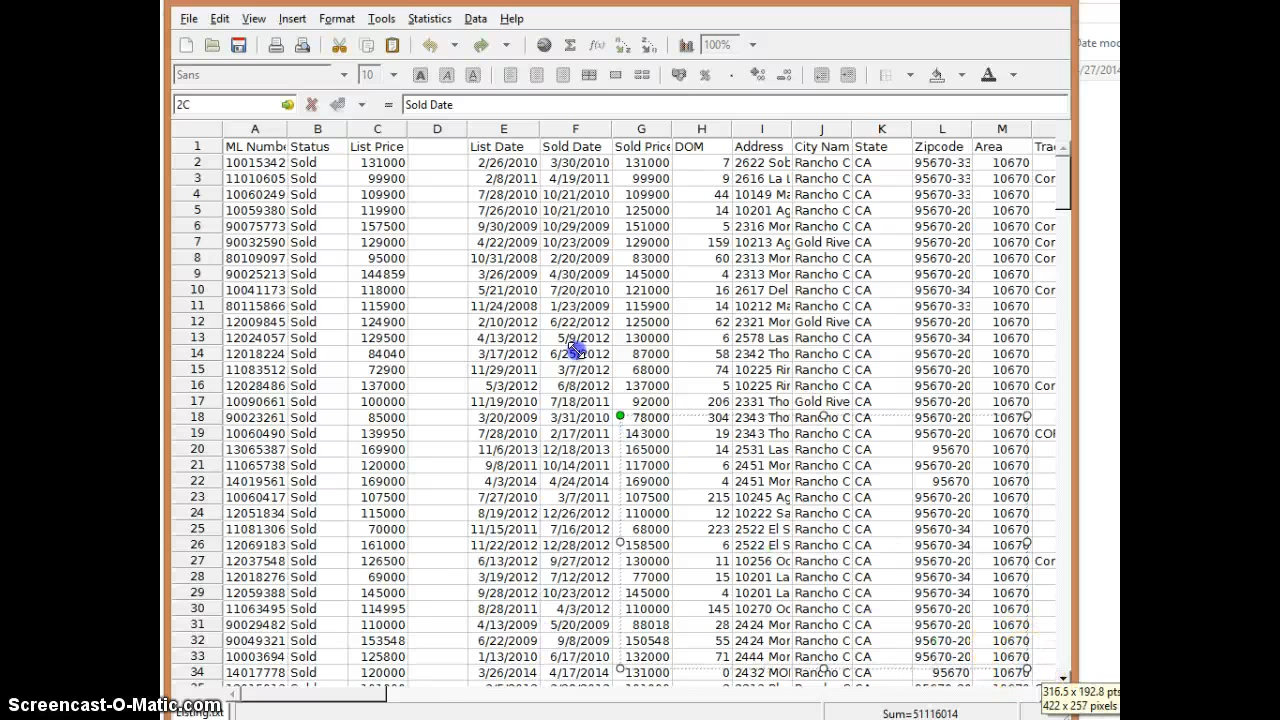 File Edit View Insert Format Tools Statistics Data Help
100%
Sans 10
2C = Sold Date
Date mod
/27/2014
A B C D E F G H I J K L M
1 ML Numbe Status List Price List Date Sold Date Sold Price DOM Address City Nam State Zipcode Area Tra
2 10015342 Sold 131000 2/26/2010 3/30/2010 131000 7 2622 Sob Rancho C CA 95670-33 10670
3 11010605 Sold 99900 2/8/2011 4/19/2011 99900 9 2616 La L Rancho C CA 95670-33 10670 Cor
4 10060249 Sold 109900 7/28/2010 10/21/2010 109900 44 10149 Ma Rancho C CA 95670-20 10670
5 10059380 Sold 119900 7/26/2010 10/21/2010 125000 14 10201 Ag Rancho C CA 95670-20 10670
6 90075773 Sold 157500 9/30/2009 10/29/2009 151000 5 2316 Mor Rancho C CA 95670-20 10670 Cor
7 90032590 Sold 129000 4/22/2009 10/23/2009 129000 159 10213 Ag Gold Rive CA 95670-20 10670 Cor
8 80109097 Sold 95000 10/31/2008 2/20/2009 83000 60 2313 Mor Rancho C CA 95670-20 10670 Cor
9 90025213 Sold 144859 3/26/2009 4/30/2009 145000 4 2313 Mor Rancho C CA 95670-20 10670
10 10041173 Sold 118000 5/21/2010 7/20/2010 121000 16 2617 Del Rancho C CA 95670-34 10670 Cor
11 80115866 Sold 115900 11/24/2008 1/23/2009 115900 14 10212 Ma Rancho C CA 95670-33 10670
12 12009845 Sold 124900 2/10/2012 6/22/2012 125000 62 2321 Mor Gold Rive CA 95670-20 10670
13 12024057 Sold 129500 4/13/2012 5/9/2012 130000 6 2578 Las Rancho C CA 95670-34 10670
14 12018224 Sold 84040 3/17/2012 87000 58 2342 Tho Rancho C CA 95670-20 10670
15 11083512 Sold 72900 11/29/2011 3/7/2012 68000 74 10225 Rir Rancho C CA 95670-20 10670
16 12028486 Sold 137000 5/3/2012 6/8/2012 137000 5 10225 Rir Rancho C CA 95670-20 10670 Cor
17 10090661 Sold 100000 11/19/2010 7/18/2011 92000 206 2331 Tho Gold Rive CA 95670-20 10670
18 90023261 Sold 85000 3/20/2009 3/31/2010 78000 304 2343 Tho Rancho C CA 95670-20 10670
19 10060490 Sold 139950 7/28/2010 2/17/2011 143000 19 2343 Tho Rancho C CA 95670-20 10670 COI
20 13065387 Sold 169900 11/6/2013 12/18/2013 165000 14 2531 Las Rancho C CA 95670 10670
21 11065738 Sold 120000 9/8/2011 10/14/2011 117000 6 2451 Mor Rancho C CA 95670-20 10670
22 14019561 Sold 169000 4/3/2014 4/24/2014 169000 4 2451 Mor Rancho C CA 95670 10670
23 10060417 Sold 107500 7/27/2010 3/7/2011 107500 215 10245 Ag Rancho C CA 95670-20 10670
24 12051834 Sold 115000 8/19/2012 12/26/2012 110000 12 10222 Sa Rancho C CA 95670-20 10670
25 11081306 Sold 70000 11/15/2011 7/16/2012 68000 223 2522 El S Rancho C CA 95670-34 10670
26 12069183 Sold 161000 11/22/2012 12/28/2012 158500 6 2522 El S Rancho C CA 95670-34 10670
27 12037548 Sold 126500 6/13/2012 9/27/2012 130000 11 10256 Oc Rancho C CA 95670-20 10670 Cor
28 12018276 Sold 69000 3/19/2012 7/12/2012 77000 15 10201 La Rancho C CA 95670-34 10670
29 12059388 Sold 145000 9/28/2012 10/23/2012 145000 4 10201 La Rancho C CA 95670-34 10670
30 11063495 Sold 114995 8/28/2011 4/3/2012 110000 145 10270 Oc Rancho C CA 95670-20 10670
31 90029482 Sold 110000 4/13/2009 5/20/2009 88018 28 2424 Mor Rancho C CA 95670-20 10670
32 90049321 Sold 153548 6/22/2009 9/8/2009 150548 55 2424 Mor Rancho C CA 95670-20 10670
33 10003694 Sold 125800 1/13/2010 6/17/2010 132000 71 2444 Mor Rancho C CA 95670-20 10670
34 14017778 Sold 120000 3/26/2014 4/17/2014 131000 0 2432 MOI Rancho C CA 95670 10670
316.5 x 192.8 pts
422 x 257 pixels
Screencast-O-Matic.com
Sum=51116014